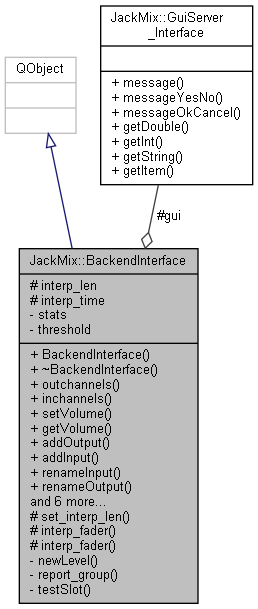 JackMix::GuiServer
_Interface
+ message()
+ messageYesNo()
+ messageOkCancel()
+ getDouble()
+ getInt()
+ getString()
+ getItem()
QObject
#gui
JackMix::BackendInterface
# interp_len
# interp_time
- stats
- threshold
+ BackendInterface()
+ ~BackendInterface()
+ outchannels()
+ inchannels()
+ setVolume()
+ getVolume()
+ addOutput()
+ addInput()
+ renameInput()
+ renameOutput()
and 6 more...
# set_interp_len()
# interp_fader()
# interp_fader()
- newLevel()
- report_group()
- testSlot()